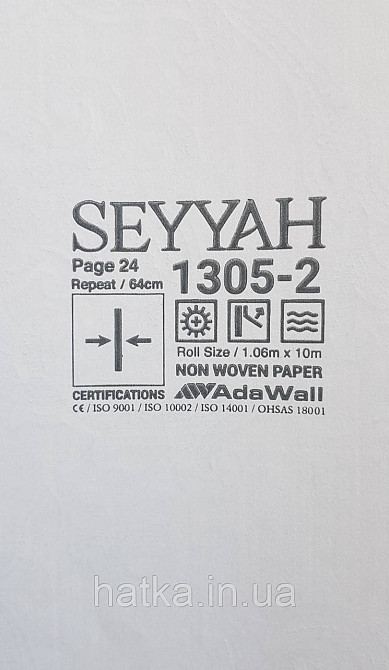 SEYYAH
Page 24
Repeat / 64cm
1305-2
Roll Size / 1.06m x 10m
NON WOVEN PAPER
CERTIFICATIONS
AdaWall
CE / ISO 9001 / ISO 10002 / ISO 14001 / OHSAS 18001
hatka.in.ua